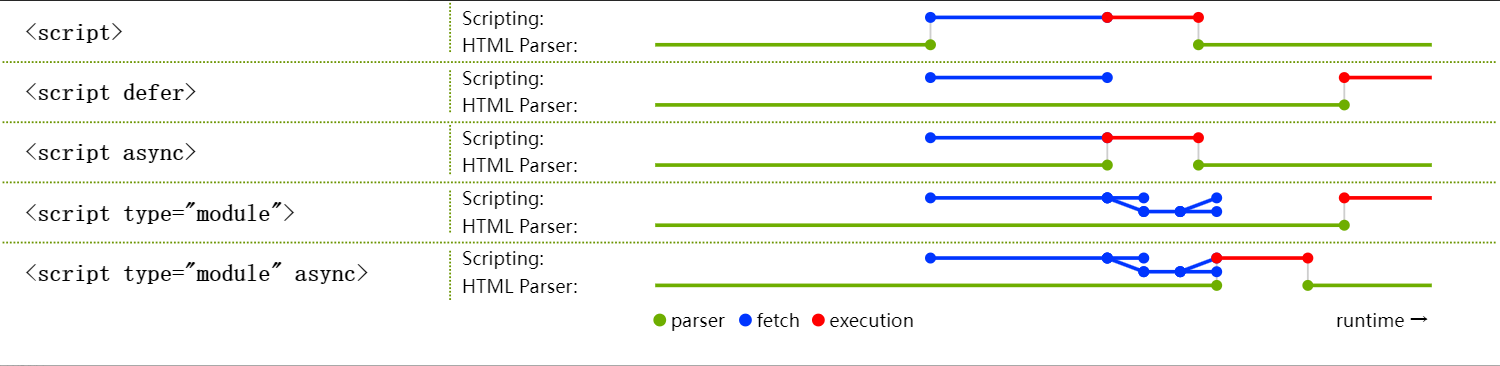 <script>
Scripting:
HTML Parser:
<script defer>
Scripting:
HTML Parser:
<script async>
Scripting:
HTML Parser:
<script type="module">
Scripting:
HTML Parser:
<script type="module" async>
Scripting:
HTML Parser:
parser fetch execution runtime →